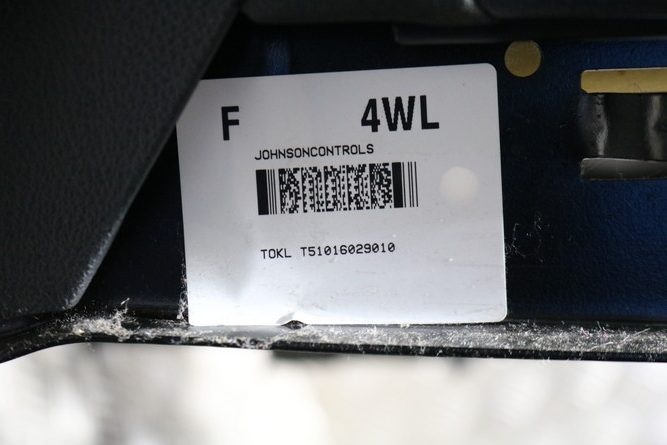 F 4WL
JOHNSONCONTROLS
TOKL T51016029010